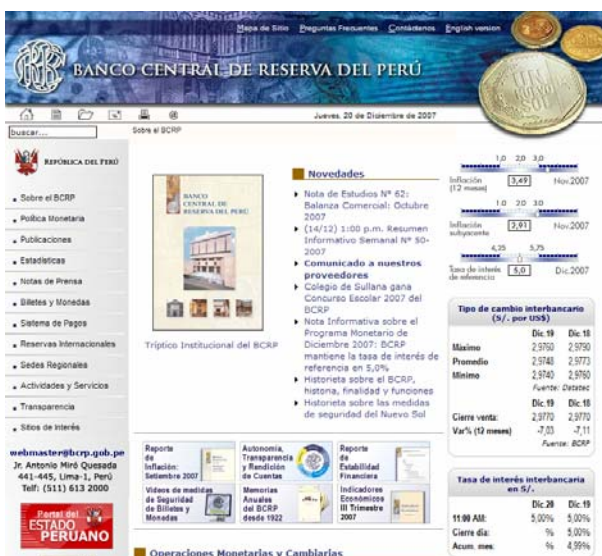 Mapa de Sitio Preguntas Frecuentes Contáctenos English version
BANCO CENTRAL DE RESERVA DEL PERÚ
UN
NUEVO
SOL
Jueves, 20 de Diciembre de 2007
buscar...
Sobre el BCRP
REPÚBLICA DEL PERÚ
Sobre el BCRP
Política Monetaria
Publicaciones
Estadísticas
Notas de Prensa
Billetes y Monedas
Sistema de Pagos
Reservas Internacionales
Sedes Regionales
Actividades y Servicios
Transparencia
Sitios de Interés
webmaster@bcrp.gob.pe
Jr. Antonio Miró Quesada
441-445, Lima-1, Perú
Telf: (511) 613 2000
Portal del
ESTADO
PERUANO
BANCO
CENTRAL DE
RESERVA DEL PERÚ
Tríptico Institucional del BCRP
Novedades
Nota de Estudios Nº 62:
Balanza Comercial: Octubre
2007
(14/12) 1:00 p.m. Resumen
Informativo Semanal Nº 50-
2007
Comunicado a nuestros
proveedores
Colegio de Sullana gana
Concurso Escolar 2007 del
BCRP
Nota Informativa sobre el
Programa Monetario de
Diciembre 2007: BCRP
mantiene la tasa de interés de
referencia en 5,0%
Historieta sobre el BCRP,
historia, finalidad y funciones
Historieta sobre las medidas
de seguridad del Nuevo Sol
Reporte
de
Inflación:
Setiembre 2007
Autonomía,
Transparencia
y Rendición
de Cuentas
Reporte
de
Estabilidad
Financiera
Videos de medidas
de Seguridad
de Billetes y
Monedas
Memorias
Anuales
del BCRP
desde 1922
Indicadores
Económicos
III Trimestre
2007
Operaciones Monetarias y Cambiarias
1,0 2,0 3,0
Inflación 3,49 Nov.2007
(12 meses)
1,0 2,0 3,0
Inflación 2,91 Nov.2007
subyacente
4,25 5,75
Tasa de interés 5,0 Dic.2007
de referencia
Tipo de cambio interbancario
(S/. por US$)
Dic.19 Dic.18
Máximo 2,9760 2,9790
Promedio 2,9748 2,9773
Mínimo 2,9740 2,9760
Fuente: Datatec
Dic.19 Dic.18
Cierre venta: 2,9770 2,9770
Var% (12 meses) -7,03 -7,11
Fuente: BCRP
Tasa de interés interbancaria
en S/.
Dic.20 Dic.19
11:00 AM: 5,00% 5,00%
Cierre día: % 5,00%
Acum. mes: % 4,99%